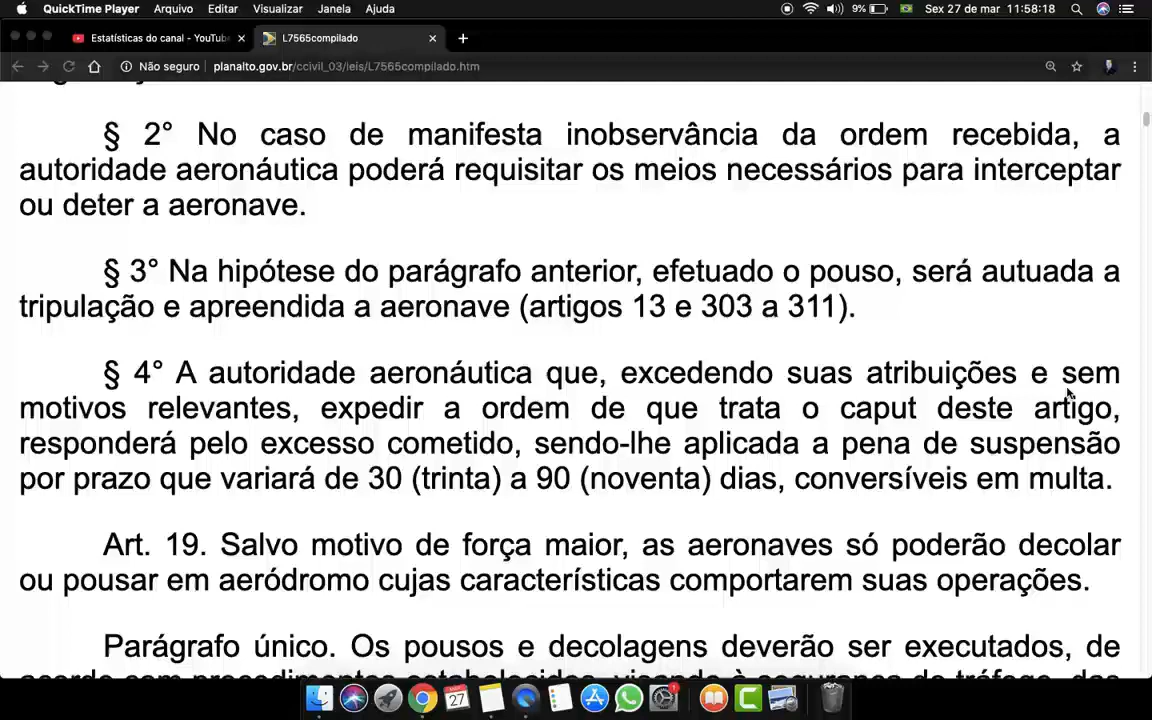 QuickTime Player Arquivo Editar Visualizar Janela Ajuda 9% Sex 27 de mar 11:58:18
Estatísticas do canal - YouTub L7565compilado
Não seguro planalto.gov.br/ccivil_03/leis/L7565compilado.htm
§ 2° No caso de manifesta inobservância da ordem recebida, a
autoridade aeronáutica poderá requisitar os meios necessários para interceptar
ou deter a aeronave.
§ 3° Na hipótese do parágrafo anterior, efetuado o pouso, será autuada a
tripulação e apreendida a aeronave (artigos 13 e 303 a 311).
§ 4° A autoridade aeronáutica que, excedendo suas atribuições e sem
motivos relevantes, expedir a ordem de que trata o caput deste artigo,
responderá pelo excesso cometido, sendo-lhe aplicada a pena de suspensão
por prazo que variará de 30 (trinta) a 90 (noventa) dias, conversíveis em multa.
Art. 19. Salvo motivo de força maior, as aeronaves só poderão decolar
ou pousar em aeródromo cujas características comportarem suas operações.
Parágrafo único. Os pousos e decolagens deverão ser executados, de
27
1